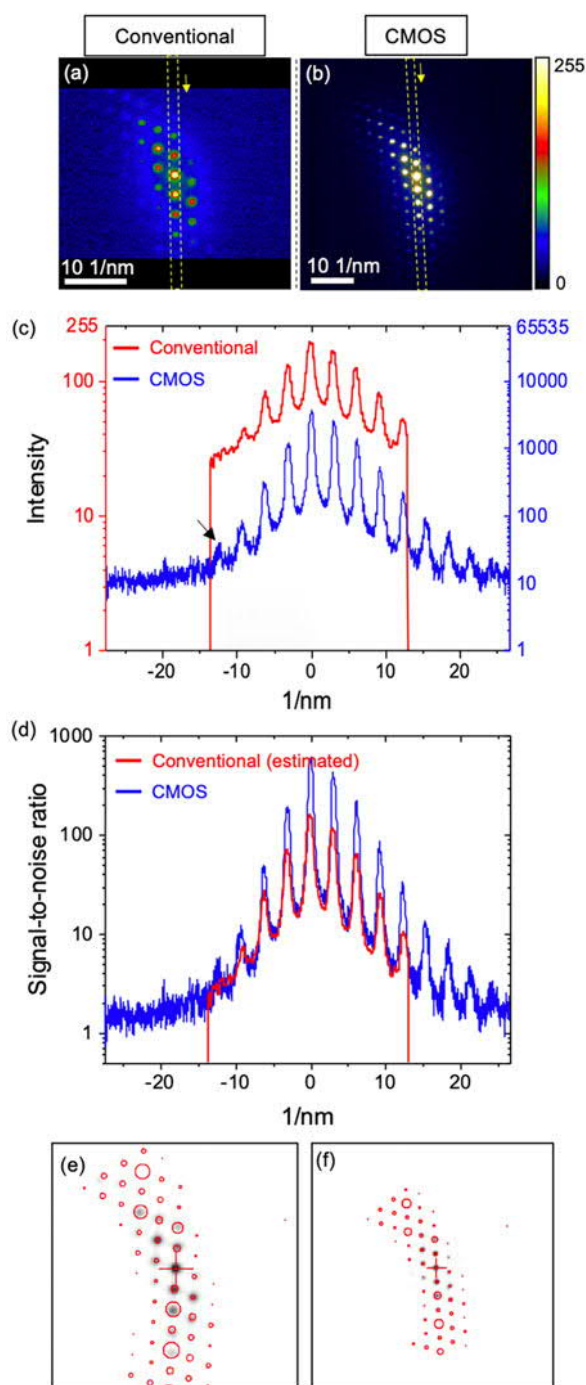 Conventional
CMOS
(a)
(b)
255
10 1/nm
10 1/nm
0
(c)
255
65535
Conventional
CMOS
100
10000
1000
10
100
10
1
1
Intensity
-20
-10
0
10
20
1/nm
(d)
1000
Conventional (estimated)
CMOS
100
10
1
Signal-to-noise ratio
-20
-10
0
10
20
1/nm
(e)
(f)